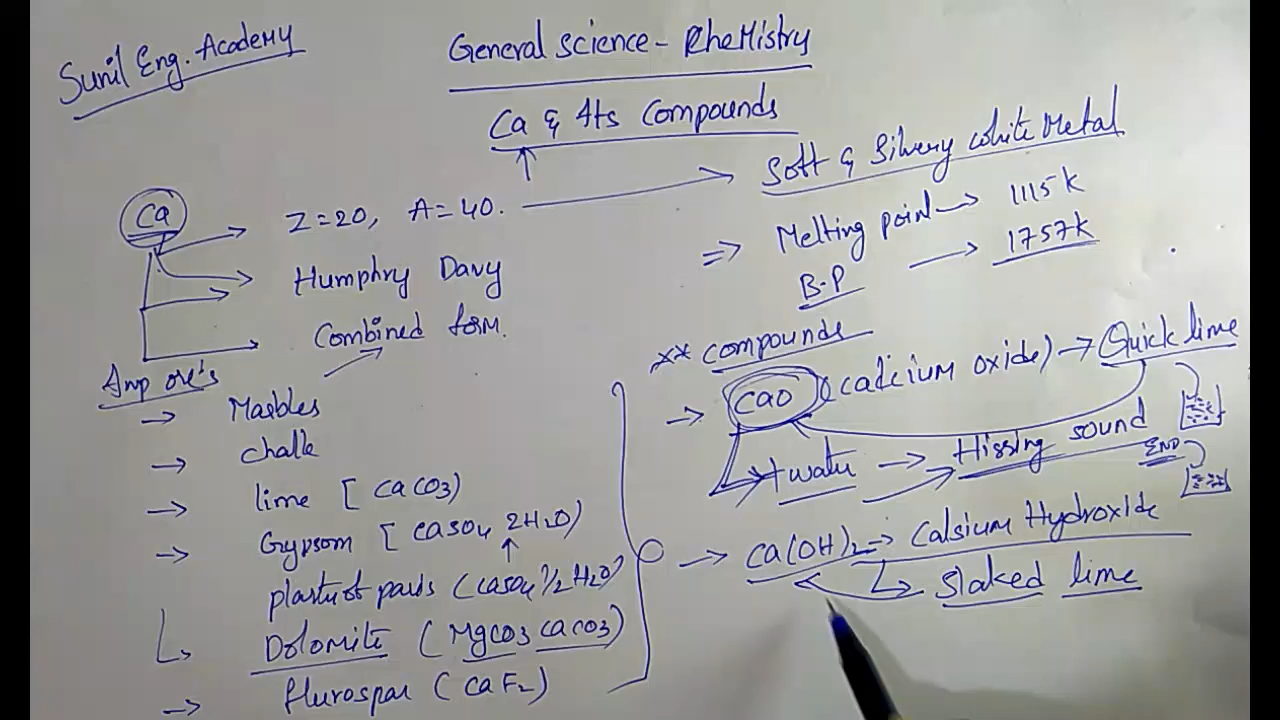 Sunil Eng. Academy
General Science - Chemistry
Ca & Its Compounds
Ca
Z=20, A=40.
Soft & Silvery white Metal
Melting point → 1115K
B.P → 1757K
Humphry Davy
Combined form.
Imp ore's
→ Marbles
→ chalk
→ lime [CaCO3)
→ Gypsom [CaSO4 2H2O)
plaster of paris (CaSO4 1/2 H2O)
Dolomite (MgCO3 CaCO3)
→ flurospar (CaF2)
** Compounds
→ CaO (calcium oxide) → Quick lime
+ water → Hissing sound
END
→ Ca(OH)2 → Calsium Hydroxide
Slaked lime